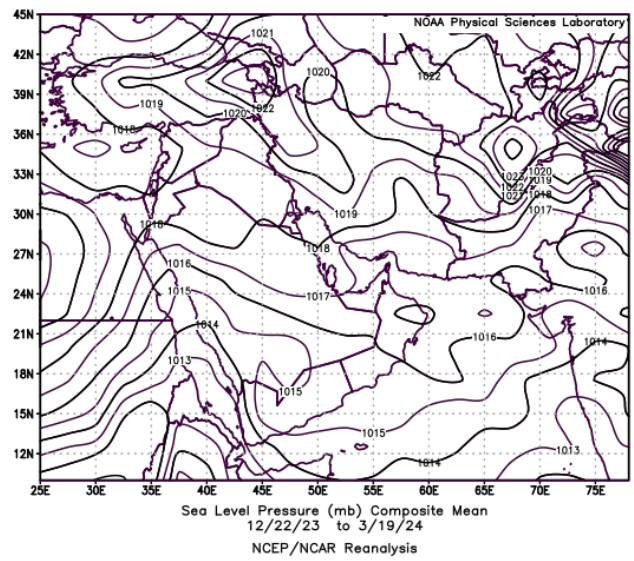 NOAA Physical Sciences Laboratory
45N
1021
42N
1020
1022
39N
1019
1020
1022
36N
1018
33N
1023
1020
1022
1019
1021
1018
30N
1019
1017
1018
1018
27N
1016
24N
1015
1017
1016
21N
1014
1016
1014
18N
1013
1015
15N
1015
1013
12N
1014
25E 30E 35E 40E 45E 50E 55E 60E 65E 70E 75E
Sea Level Pressure (mb) Composite Mean
12/22/23 to 3/19/24
NCEP/NCAR Reanalysis